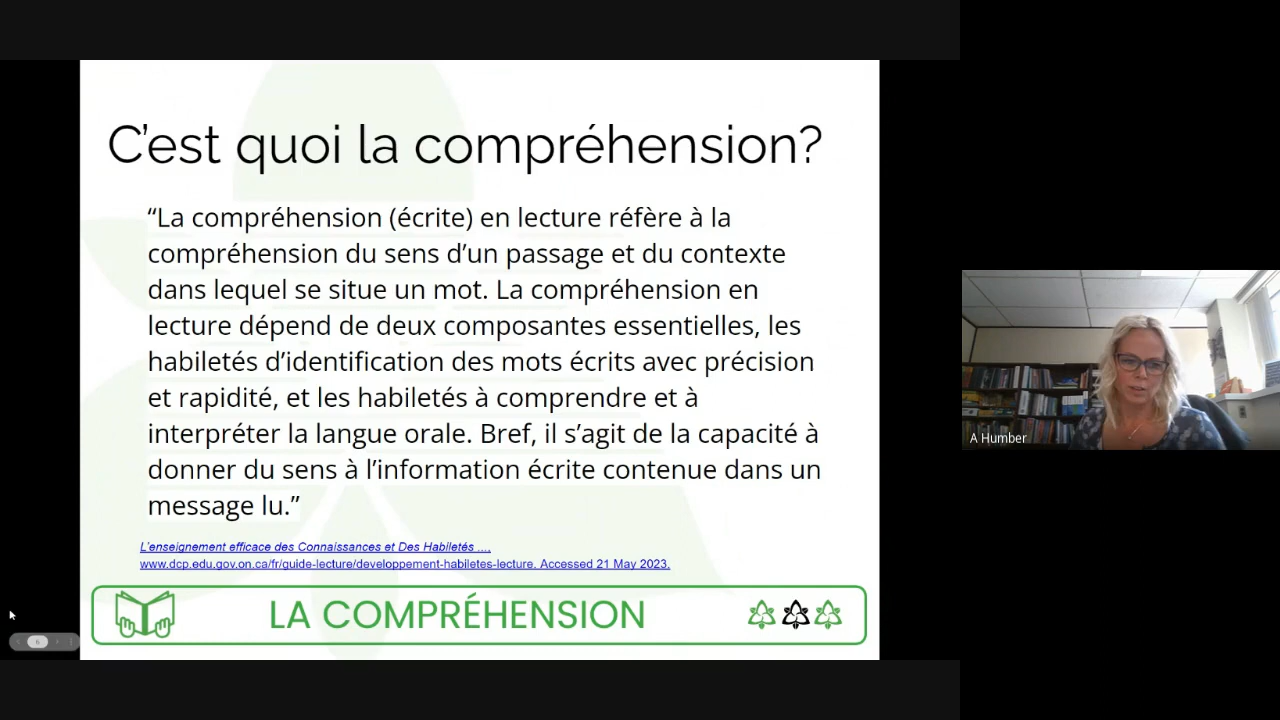 C'est quoi la compréhension?
“La compréhension (écrite) en lecture réfère à la
compréhension du sens d’un passage et du contexte
dans lequel se situe un mot. La compréhension en
lecture dépend de deux composantes essentielles, les
habiletés d’identification des mots écrits avec précision
et rapidité, et les habiletés à comprendre et à
interpréter la langue orale. Bref, il s’agit de la capacité à
donner du sens à l’information écrite contenue dans un
message lu.”
L’enseignement efficace des Connaissances et Des Habiletés ...,
www.dcp.edu.gov.on.ca/fr/guide-lecture/developpement-habiletes-lecture. Accessed 21 May 2023.
LA COMPRÉHENSION
6
A Humber